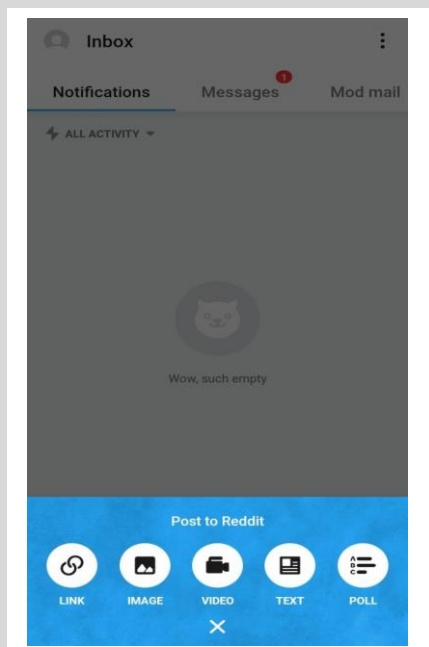 Inbox
1
Notifications Messages Mod mail
ALL ACTIVITY
Wow, such empty
Post to Reddit
A
B
C
LINK IMAGE VIDEO TEXT POLL